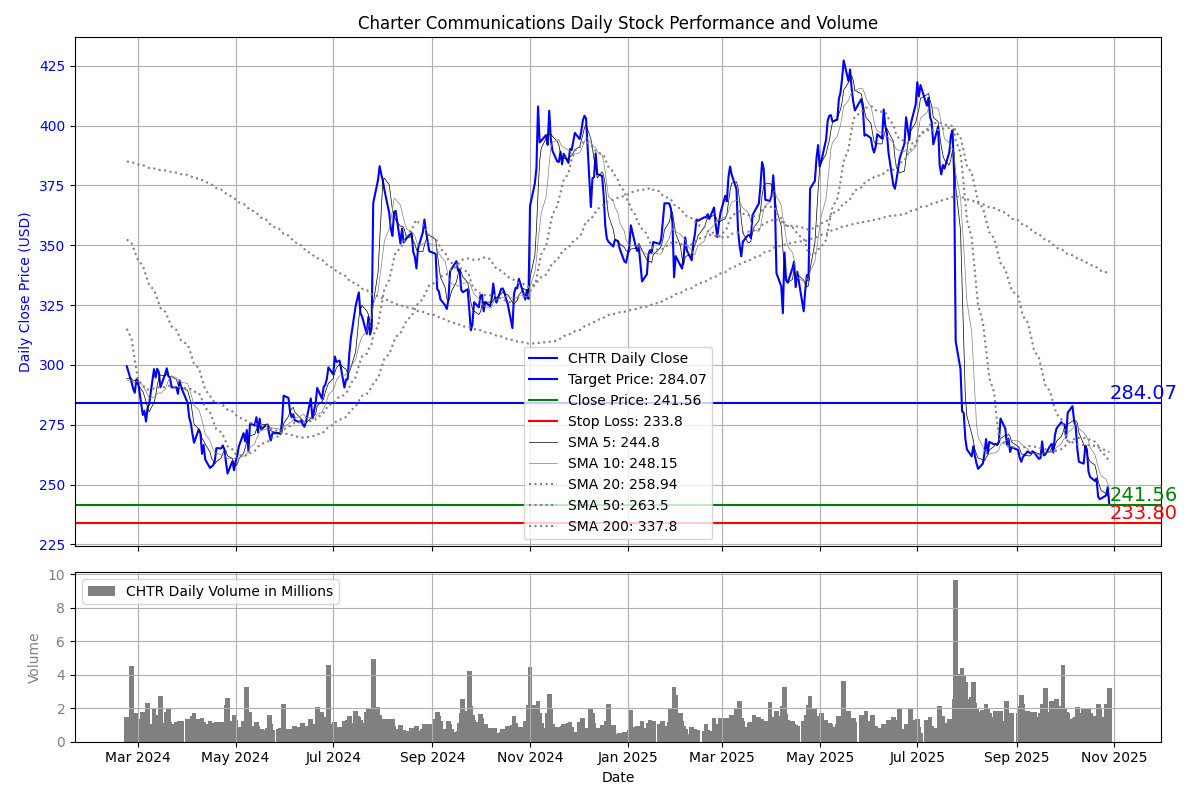 Charter Communications Daily Stock Performance and Volume
Daily Close Price (USD)
425
400
375
350
325
300
275
250
225
CHTR Daily Close
Target Price: 284.07
Close Price: 241.56
Stop Loss: 233.8
SMA 5: 244.8
SMA 10: 248.15
SMA 20: 258.94
SMA 50: 263.5
SMA 200: 337.8
284.07
241.56
233.80
Volume
10
8
6
4
2
0
CHTR Daily Volume in Millions
Mar 2024 May 2024 Jul 2024 Sep 2024 Nov 2024 Jan 2025 Mar 2025 May 2025 Jul 2025 Sep 2025 Nov 2025
Date